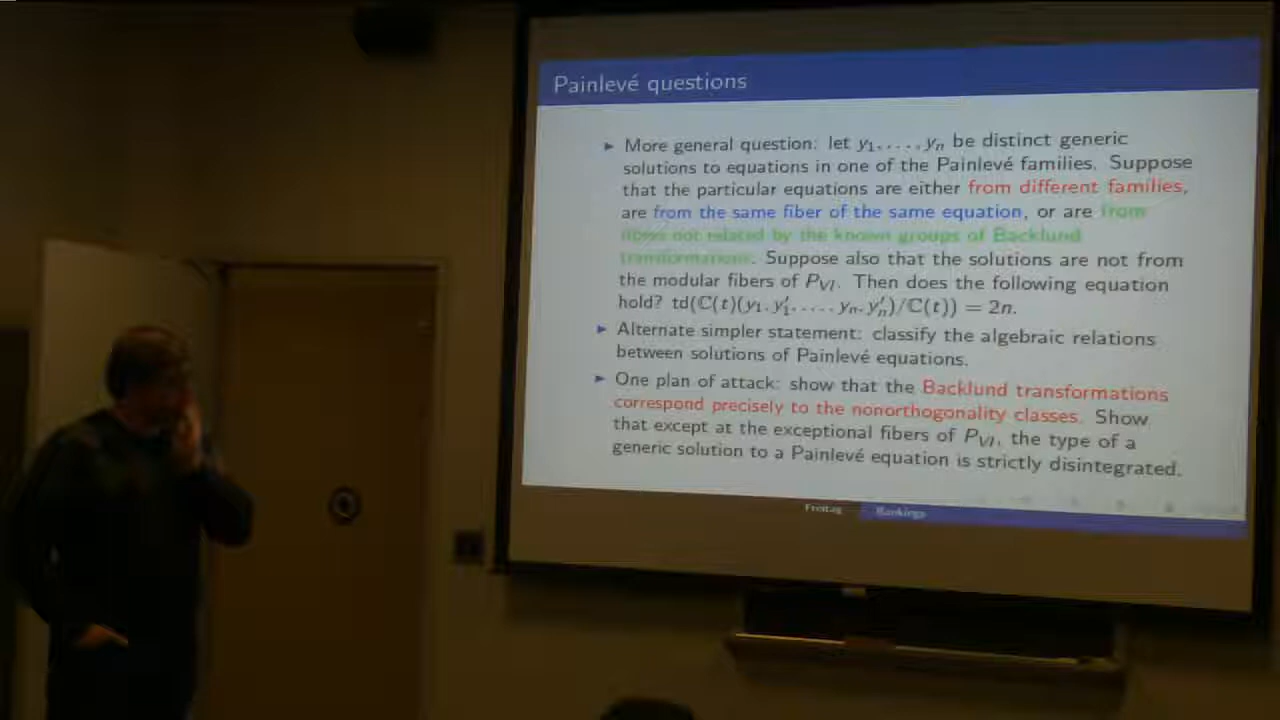 Painlevé questions
▶ More general question: let y₁, . . . , yₙ be distinct generic
solutions to equations in one of the Painlevé families. Suppose
that the particular equations are either from different families,
are from the same fiber of the same equation, or are from
ones not related by the known groups of Backlund
transformations. Suppose also that the solutions are not from
the modular fibers of P_VI. Then does the following equation
hold? td(ℂ(t)(y₁, y₁′, . . . , yₙ, yₙ′)/ℂ(t)) = 2n.
▶ Alternate simpler statement: classify the algebraic relations
between solutions of Painlevé equations.
▶ One plan of attack: show that the Backlund transformations
correspond precisely to the nonorthogonality classes. Show
that except at the exceptional fibers of P_VI, the type of a
generic solution to a Painlevé equation is strictly disintegrated.
Freitag Rankings